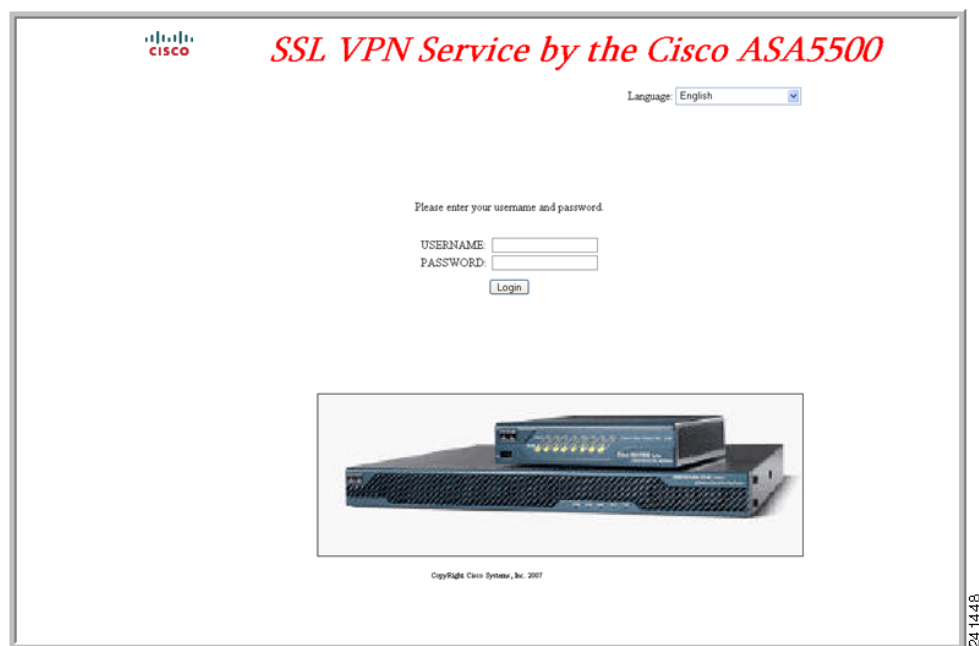 CISCO
SSL VPN Service by the Cisco ASA5500
Language: English
Please enter your username and password.
USERNAME:
PASSWORD:
Login
CopyRight Cisco Systems, Inc. 2007
241448